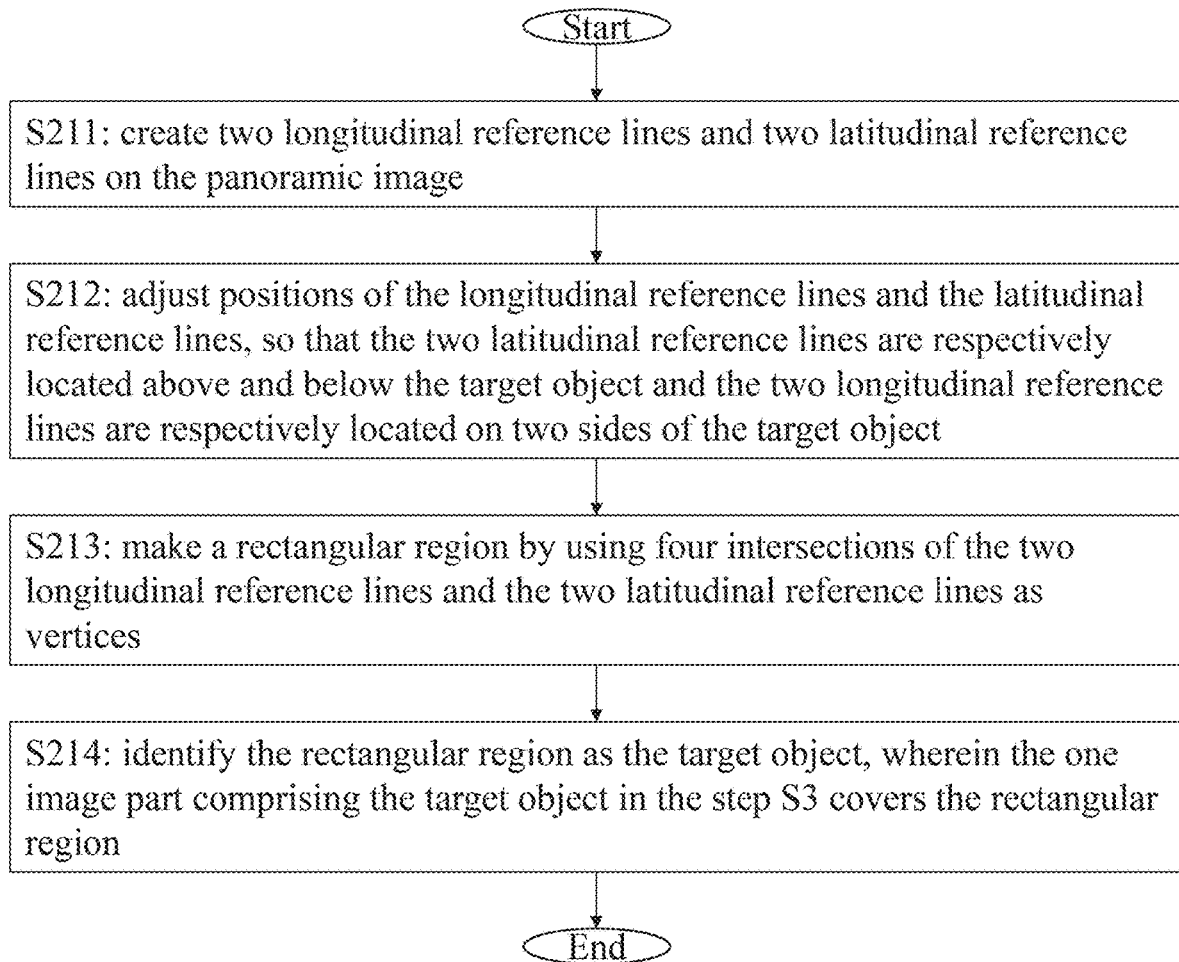 Start
S211: create two longitudinal reference lines and two latitudinal reference
lines on the panoramic image
S212: adjust positions of the longitudinal reference lines and the latitudinal
reference lines, so that the two latitudinal reference lines are respectively
located above and below the target object and the two longitudinal reference
lines are respectively located on two sides of the target object
S213: make a rectangular region by using four intersections of the two
longitudinal reference lines and the two latitudinal reference lines as
vertices
S214: identify the rectangular region as the target object, wherein the one
image part comprising the target object in the step S3 covers the rectangular
region
End